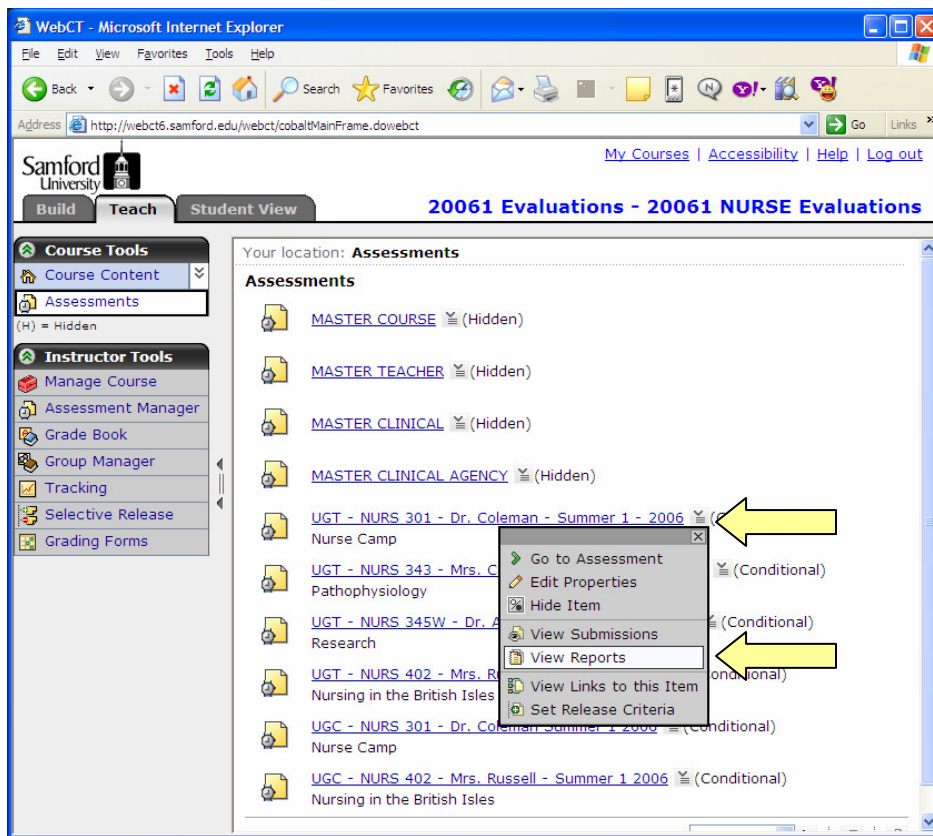 WebCT - Microsoft Internet Explorer
File Edit View Favorites Tools Help
Back Search Favorites
Address http://webct6.samford.edu/webct/cobaltMainFrame.dowebct Go Links »
Samford
University
My Courses | Accessibility | Help | Log out
Build Teach Student View
20061 Evaluations - 20061 NURSE Evaluations
Course Tools
Course Content
Assessments
(H) = Hidden
Instructor Tools
Manage Course
Assessment Manager
Grade Book
Group Manager
Tracking
Selective Release
Grading Forms
Your location: Assessments
Assessments
MASTER COURSE (Hidden)
MASTER TEACHER (Hidden)
MASTER CLINICAL (Hidden)
MASTER CLINICAL AGENCY (Hidden)
UGT - NURS 301 - Dr. Coleman - Summer 1 - 2006
Nurse Camp
UGT - NURS 343 - Mrs. C (Conditional)
Pathophysiology
UGT - NURS 345W - Dr. A (Conditional)
Research
UGT - NURS 402 - Mrs. Ru onditional)
Nursing in the British Isles
UGC - NURS 301 - Dr. Coleman Summer 1 2006 (Conditional)
Nurse Camp
UGC - NURS 402 - Mrs. Russell - Summer 1 2006 (Conditional)
Nursing in the British Isles
Go to Assessment
Edit Properties
Hide Item
View Submissions
View Reports
View Links to this Item
Set Release Criteria